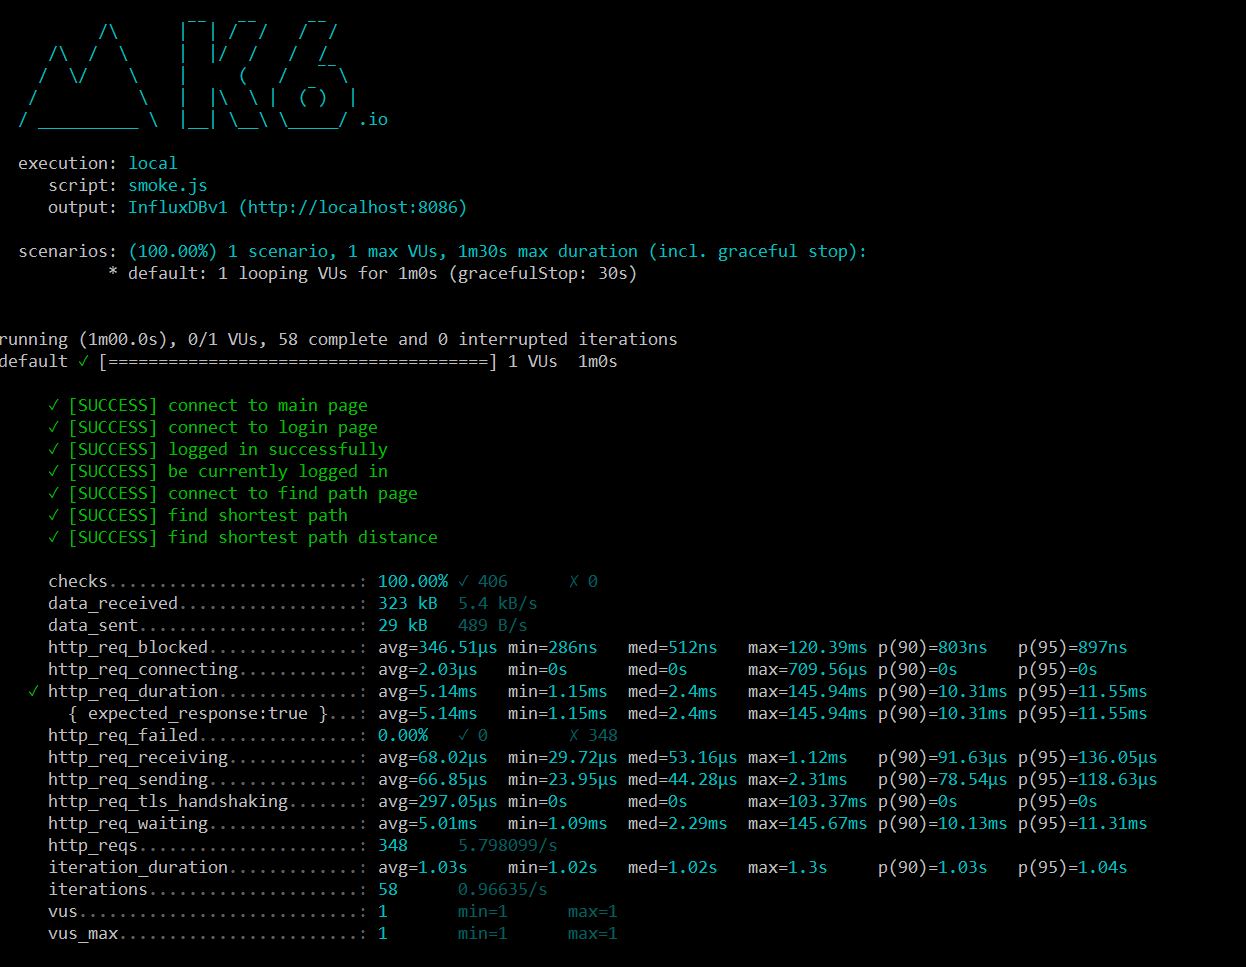 /\      |‾‾| /‾‾/   /‾‾/
     /\  /  \     |  |/  /   /  /
    /  \/    \    |     (   /   ‾‾\
   /          \   |  |\  \ |  (‾)  |
  / __________ \  |__| \__\ \_____/ .io
execution: local
script: smoke.js
output: InfluxDBv1 (http://localhost:8086)
scenarios: (100.00%) 1 scenario, 1 max VUs, 1m30s max duration (incl. graceful stop):
* default: 1 looping VUs for 1m0s (gracefulStop: 30s)
running (1m00.0s), 0/1 VUs, 58 complete and 0 interrupted iterations
default ✓ [======================================] 1 VUs  1m0s
✓ [SUCCESS] connect to main page
✓ [SUCCESS] connect to login page
✓ [SUCCESS] logged in successfully
✓ [SUCCESS] be currently logged in
✓ [SUCCESS] connect to find path page
✓ [SUCCESS] find shortest path
✓ [SUCCESS] find shortest path distance
checks.........................: 100.00% ✓ 406      ✗ 0
data_received..................: 323 kB  5.4 kB/s
data_sent......................: 29 kB   489 B/s
http_req_blocked...............: avg=346.51µs min=286ns   med=512ns   max=120.39ms p(90)=803ns   p(95)=897ns
http_req_connecting............: avg=2.03µs   min=0s      med=0s      max=709.56µs p(90)=0s      p(95)=0s
✓ http_req_duration..............: avg=5.14ms   min=1.15ms  med=2.4ms   max=145.94ms p(90)=10.31ms p(95)=11.55ms
{ expected_response:true }...: avg=5.14ms   min=1.15ms  med=2.4ms   max=145.94ms p(90)=10.31ms p(95)=11.55ms
http_req_failed................: 0.00%   ✓ 0        ✗ 348
http_req_receiving.............: avg=68.02µs  min=29.72µs med=53.16µs max=1.12ms   p(90)=91.63µs p(95)=136.05µs
http_req_sending...............: avg=66.85µs  min=23.95µs med=44.28µs max=2.31ms   p(90)=78.54µs p(95)=118.63µs
http_req_tls_handshaking.......: avg=297.05µs min=0s      med=0s      max=103.37ms p(90)=0s      p(95)=0s
http_req_waiting...............: avg=5.01ms   min=1.09ms  med=2.29ms  max=145.67ms p(90)=10.13ms p(95)=11.31ms
http_reqs......................: 348     5.798099/s
iteration_duration.............: avg=1.03s    min=1.02s   med=1.02s   max=1.3s     p(90)=1.03s   p(95)=1.04s
iterations.....................: 58      0.96635/s
vus............................: 1       min=1      max=1
vus_max........................: 1       min=1      max=1